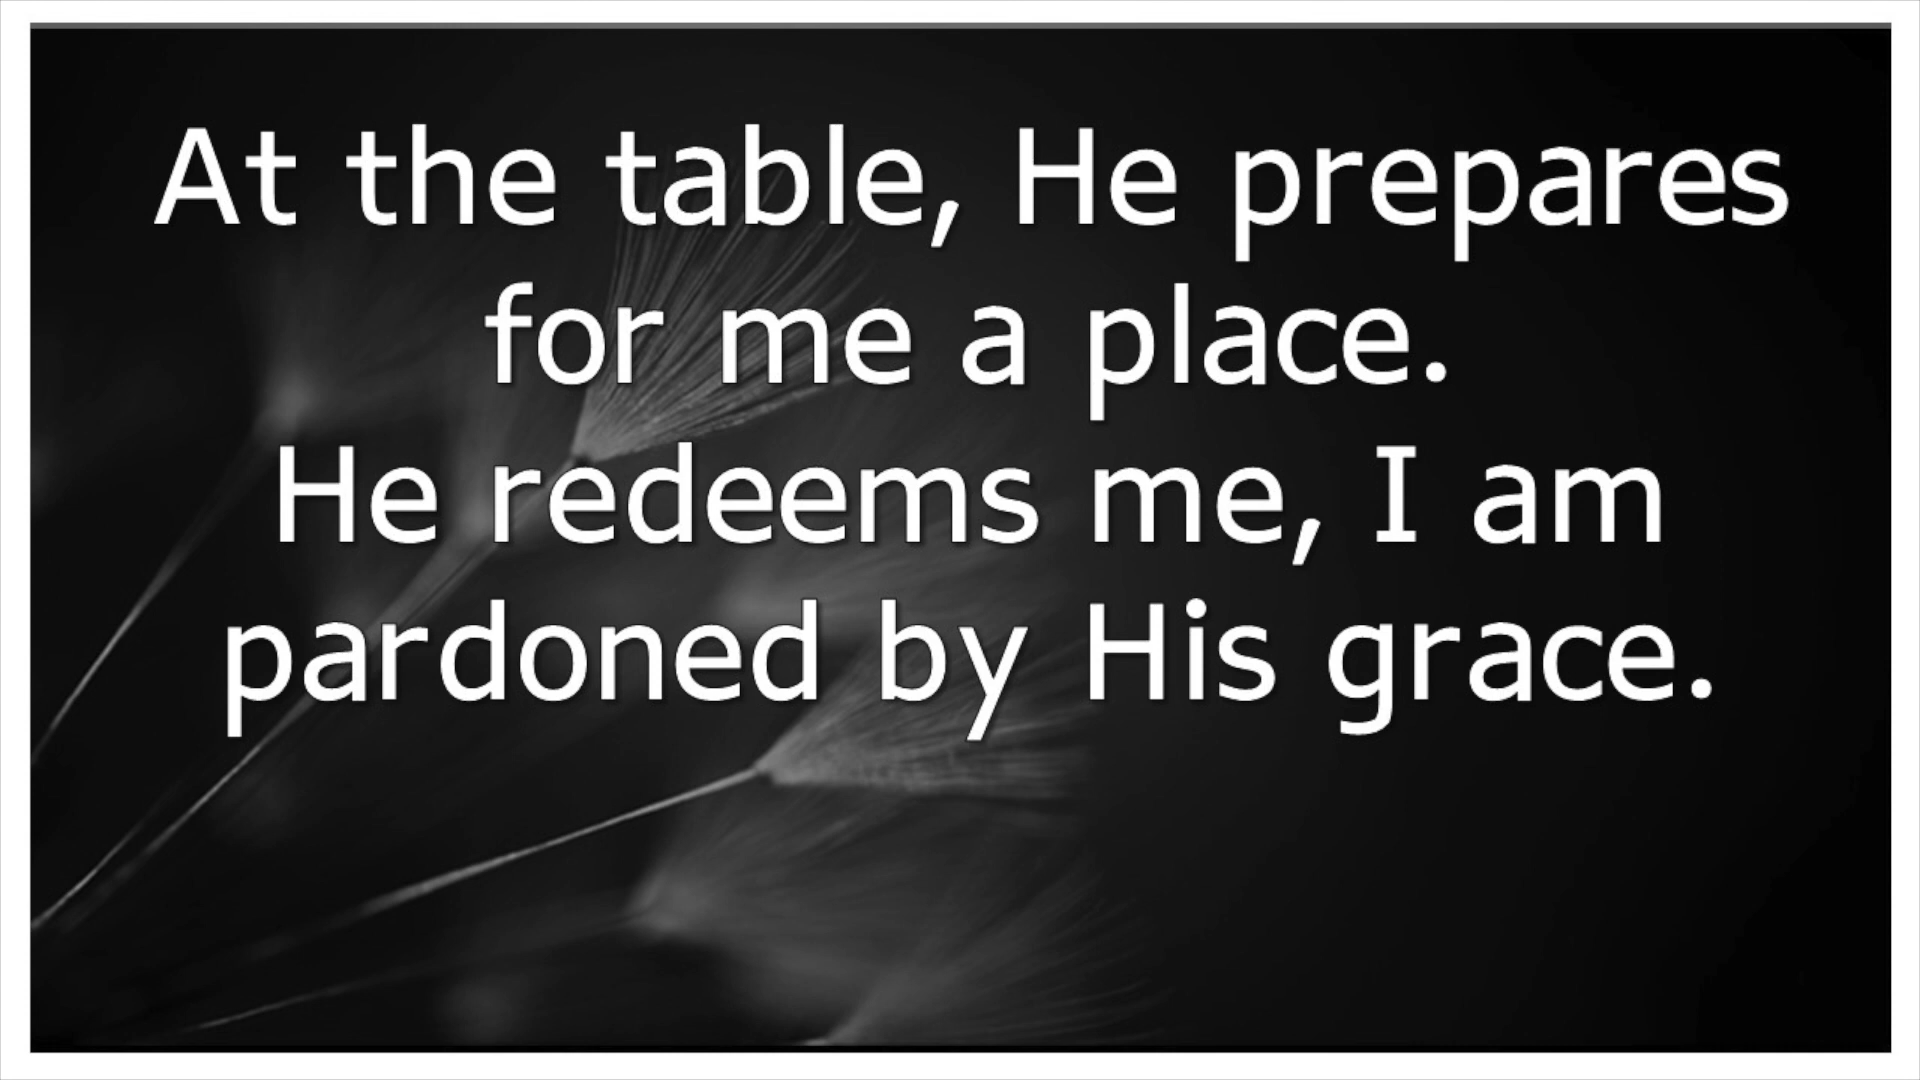 At the table, He prepares
for me a place.
He redeems me, I am
pardoned by His grace.